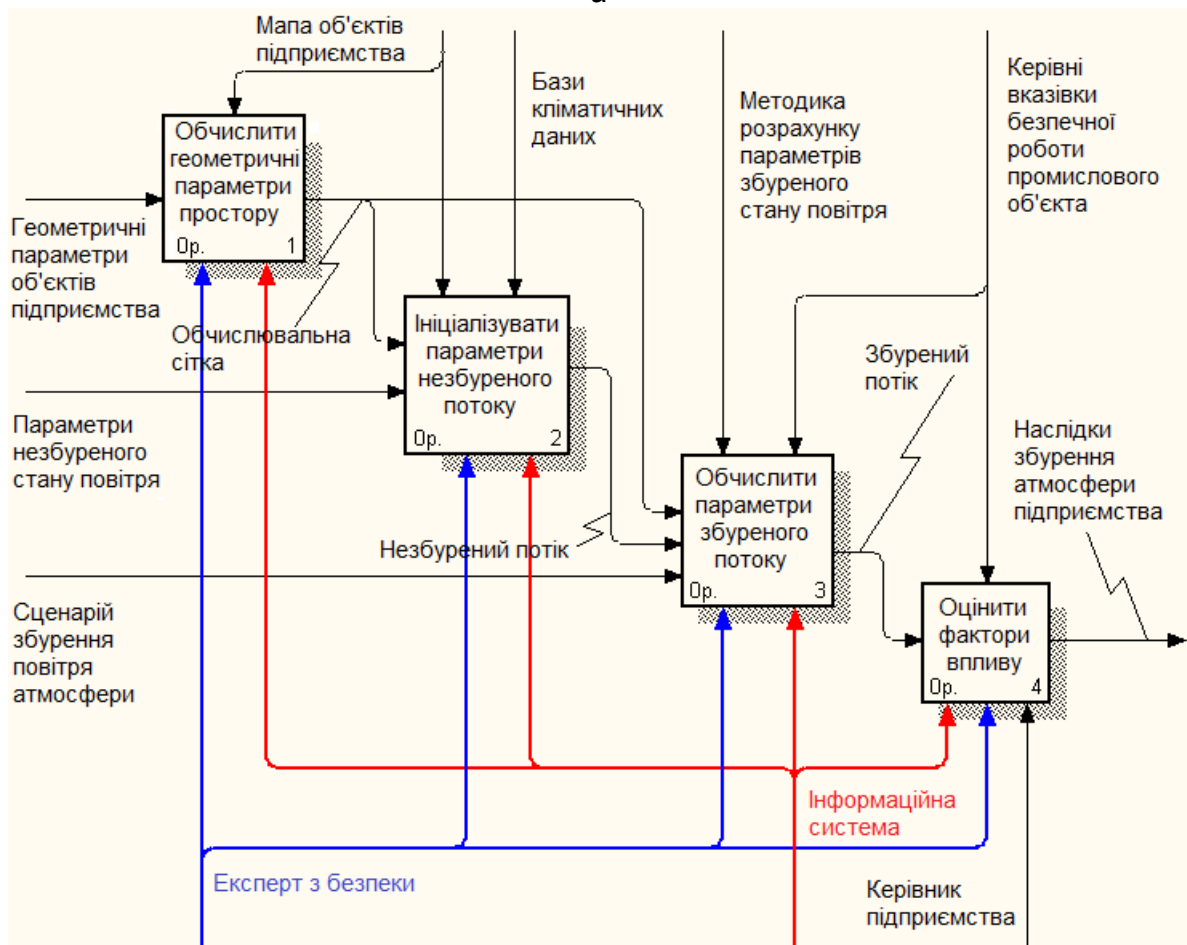 а
Мапа об'єктів
підприємства
Бази
кліматичних
даних
Методика
розрахунку
параметрів
збуреного
стану повітря
Керівні
вказівки
безпечної
роботи
промислового
об'єкта
Обчислити
геометричні
параметри
простору
0р. 1
Геометричні
параметри
об'єктів
підприємства
Обчислювальна
сітка
Ініціалізувати
параметри
незбуреного
потоку
0р. 2
Збурений
потік
Параметри
незбуреного
стану повітря
Наслідки
збурення
атмосфери
підприємства
Обчислити
параметри
збуреного
потоку
0р. 3
Незбурений потік
Сценарій
збурення
повітря
атмосфери
Оцінити
фактори
впливу
0р. 4
Інформаційна
система
Експерт з безпеки
Керівник
підприємства